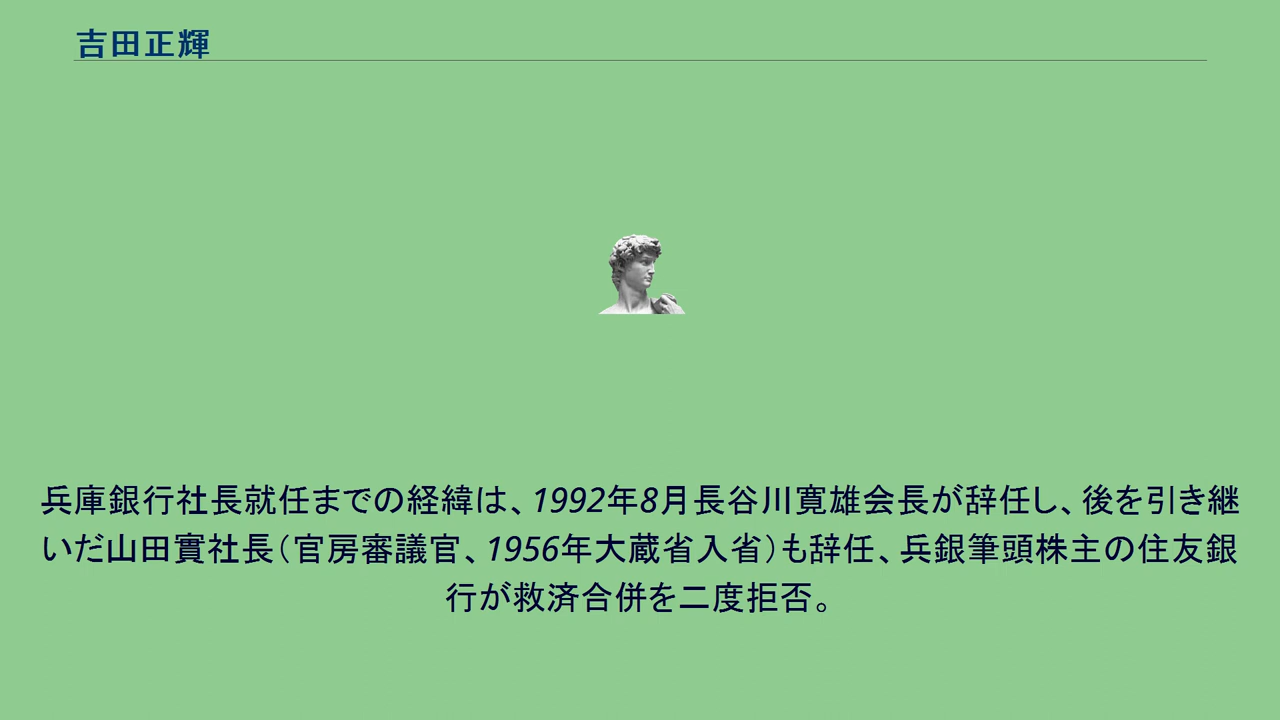 吉田正輝
兵庫銀行社長就任までの経緯は、1992年8月長谷川寛雄会長が辞任し、後を引き継
いだ山田實社長（官房審議官、1956年大蔵省入省）も辞任、兵銀筆頭株主の住友銀
行が救済合併を二度拒否。